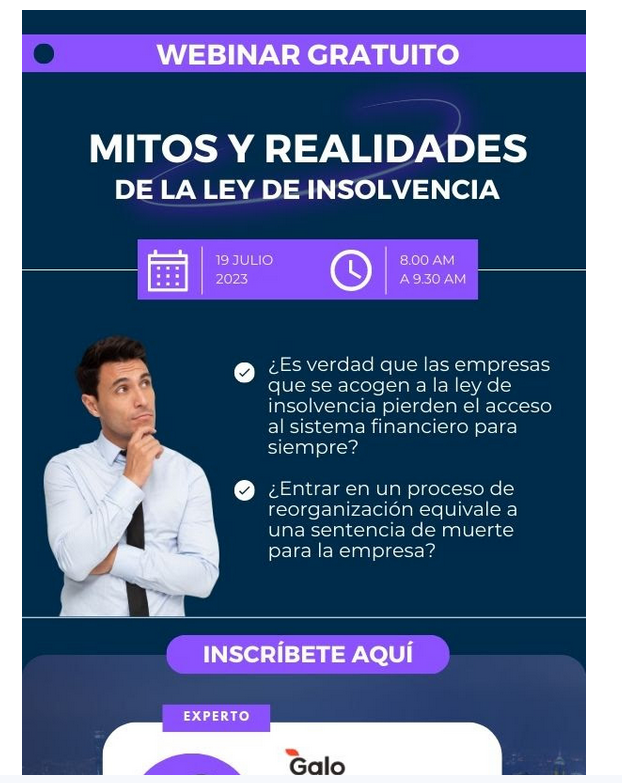 WEBINAR GRATUITO
MITOS Y REALIDADES
DE LA LEY DE INSOLVENCIA
19 JULIO
2023
8.00 AM
A 9.30 AM
¿Es verdad que las empresas
que se acogen a la ley de
insolvencia pierden el acceso
al sistema financiero para
siempre?
¿Entrar en un proceso de
reorganización equivale a
una sentencia de muerte
para la empresa?
INSCRÍBETE AQUÍ
EXPERTO
Galo